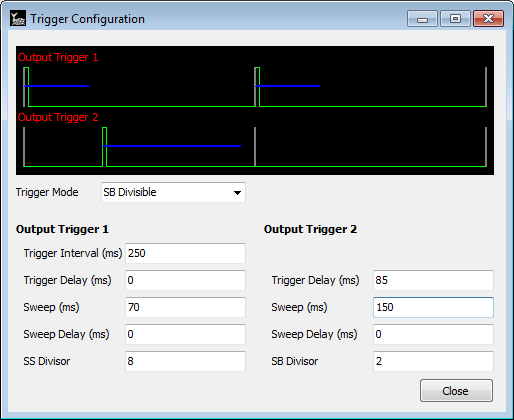 Trigger Configuration
Output Trigger 1
Output Trigger 2
Trigger Mode SB Divisible
Output Trigger 1 Output Trigger 2
Trigger Interval (ms) 250
Trigger Delay (ms) 0 Trigger Delay (ms) 85
Sweep (ms) 70 Sweep (ms) 150
Sweep Delay (ms) 0 Sweep Delay (ms) 0
SS Divisor 8 SB Divisor 2
Close